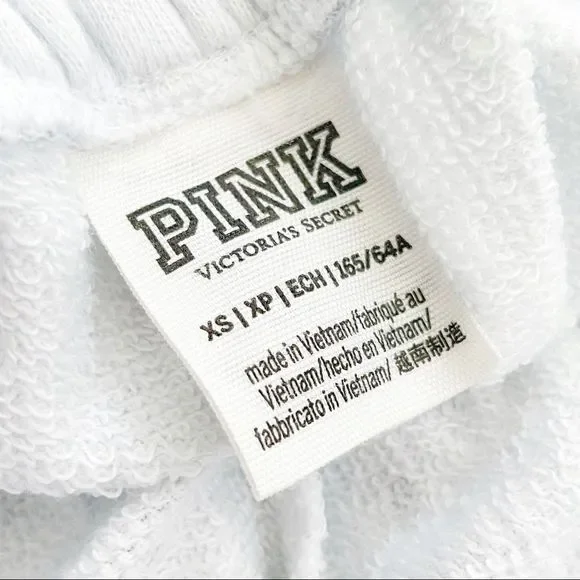 PINK
VICTORIA'S SECRET
XS | XP | ECH | 165/64A
made in Vietnam/fabriqué au
Vietnam/hecho en Vietnam/
fabbricato in Vietnam/ 越南制造